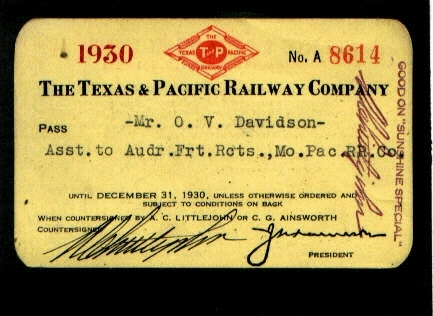 1930
THE TEXAS T&P PACIFIC RAILWAY
No. A 8614
THE TEXAS & PACIFIC RAILWAY COMPANY
PASS -Mr. O. V. Davidson-
Asst.to Audr.Frt.Rcts.,Mo.Pac.RR.Co.
UNTIL DECEMBER 31, 1930, UNLESS OTHERWISE ORDERED AND
SUBJECT TO CONDITIONS ON BACK
WHEN COUNTERSIGNED BY A. C. LITTLEJOHN OR C. G. AINSWORTH
COUNTERSIGNED
PRESIDENT
GOOD ON "SUNSHINE SPECIAL"